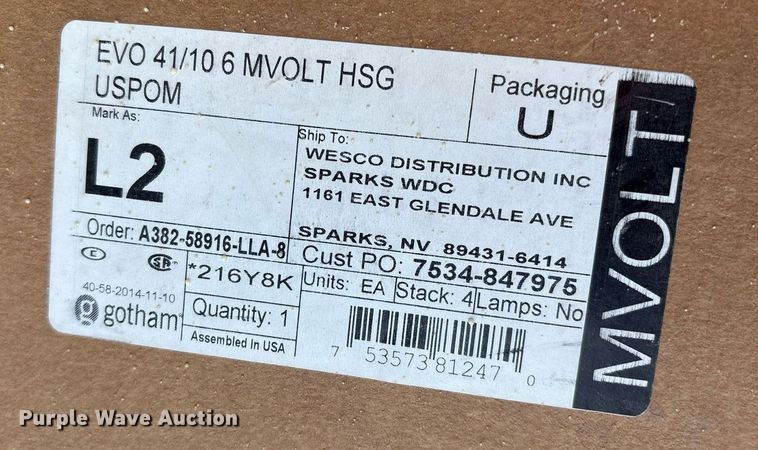 EVO 41/10 6 MVOLT HSG
USPOM
Packaging
U
MVOLT
Mark As:
L2
Ship To:
WESCO DISTRIBUTION INC
SPARKS WDC
1161 EAST GLENDALE AVE
SPARKS, NV 89431-6414
Order: A382-58916-LLA-8
Cust PO: 7534-847975
*216Y8K
Units: EA
Stack: 4
Lamps: No
40-58-2014-11-10
gotham
Quantity: 1
Assembled In USA
7 53573 81247 0
Purple Wave Auction